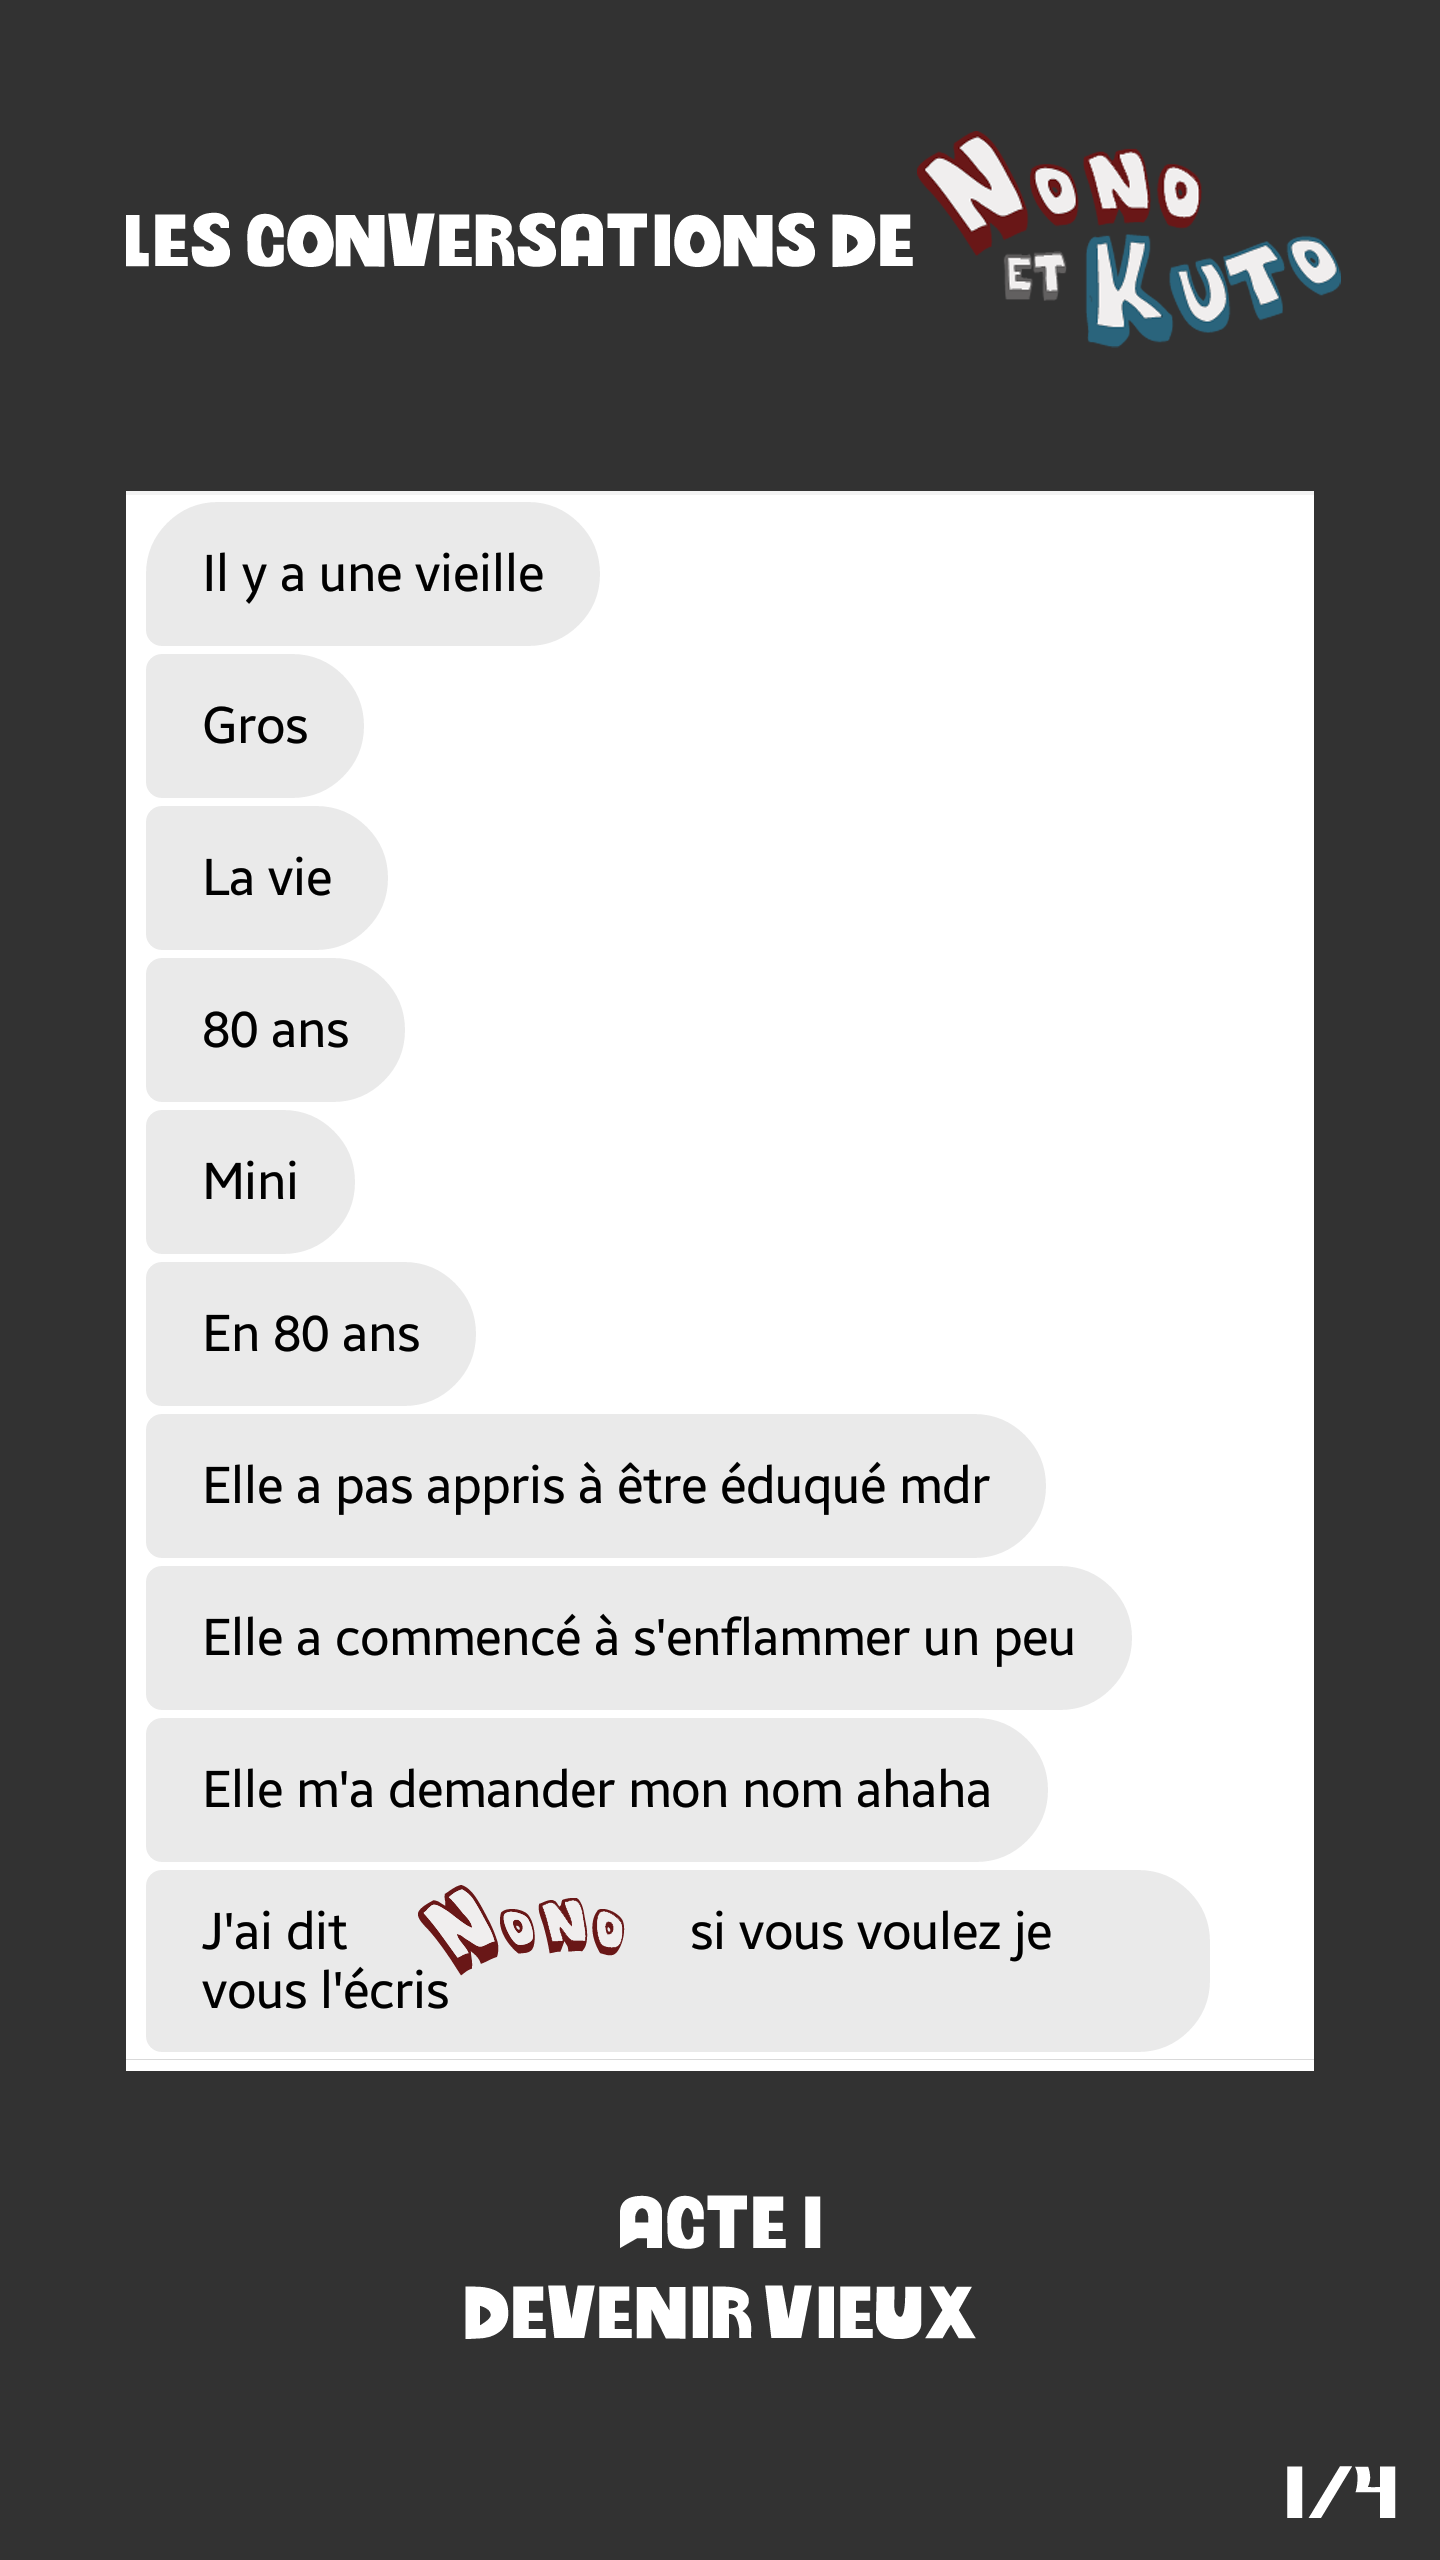 LES CONVERSATIONS DE NONO ET KUTO
Il y a une vieille
Gros
La vie
80 ans
Mini
En 80 ans
Elle a pas appris à être éduqué mdr
Elle a commencé à s'enflammer un peu
Elle m'a demander mon nom ahaha
J'ai dit NONO si vous voulez je
vous l'écris
ACTE 1
DEVENIR VIEUX
1/4